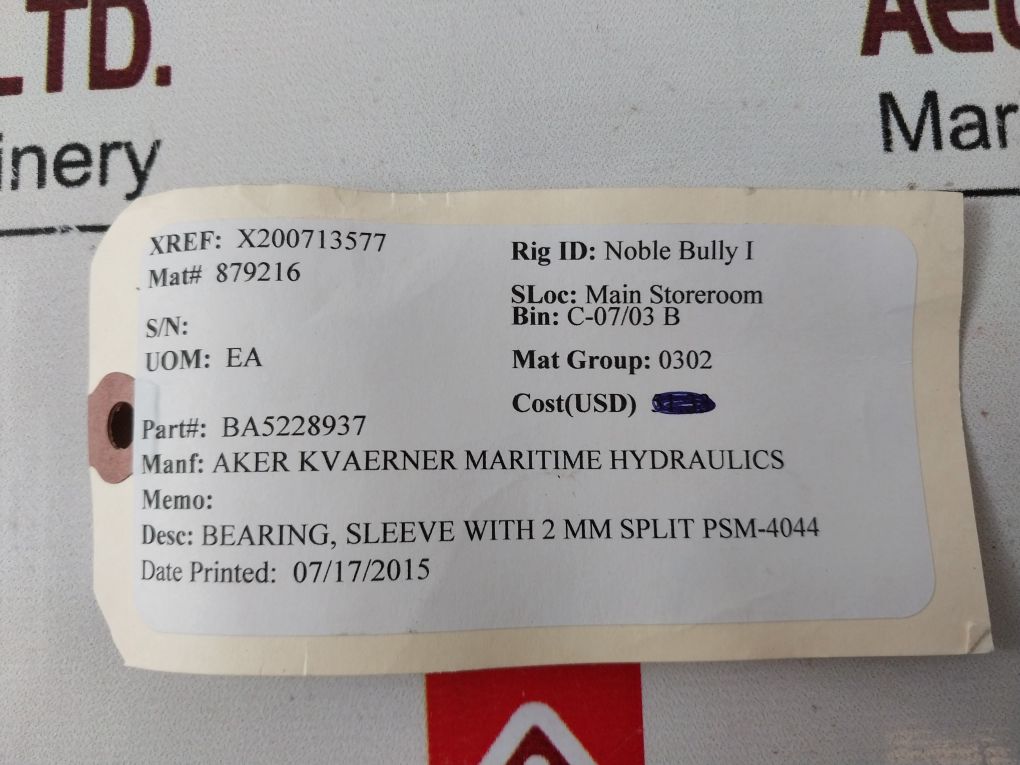 LTD.
AEG
inery
Mar
XREF: X200713577
Mat# 879216
S/N:
UOM: EA
Rig ID: Noble Bully I
SLoc: Main Storeroom
Bin: C-07/03 B
Mat Group: 0302
Cost(USD)
Part#: BA5228937
Manf: AKER KVAERNER MARITIME HYDRAULICS
Memo:
Desc: BEARING, SLEEVE WITH 2 MM SPLIT PSM-4044
Date Printed: 07/17/2015